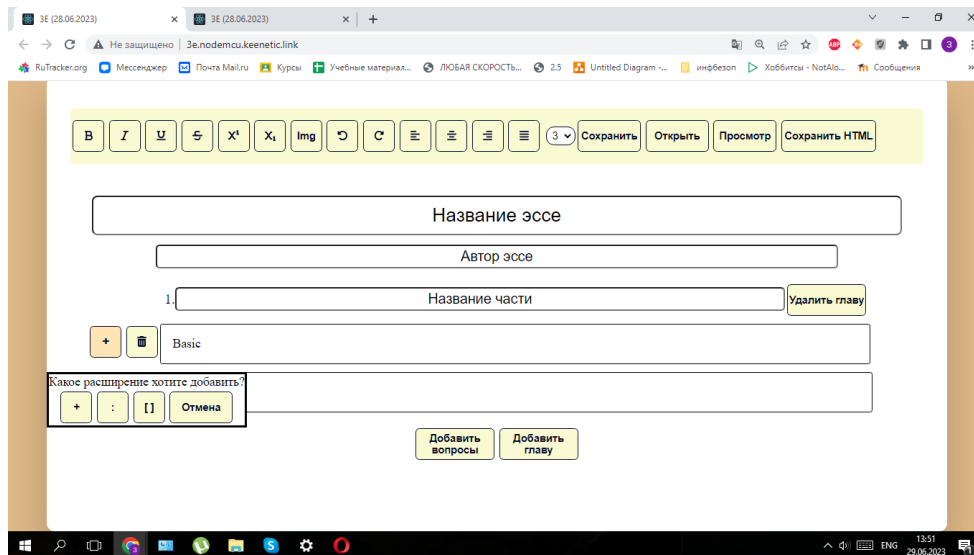 3E (28.06.2023)
3E (28.06.2023)
Не защищено
3e.nodemcu.keenetic.link
ABP
3
RuTracker.org
Мессенджер
Почта Mail.ru
Курсы
Учебные материал...
ЛЮБАЯ СКОРОСТЬ...
2.5
Untitled Diagram -...
инфбезоп
Хоббитсы - NotAlo...
Сообщения
»
B I U S X¹ X₁ Img
3
Сохранить
Открыть
Просмотр
Сохранить HTML
Название эссе
Автор эссе
1.
Название части
Удалить главу
+
Basic
Какое расширение хотите добавить?
+ : [ ] Отмена
Добавить
вопросы
Добавить
главу
ENG
13:51
29.06.2023